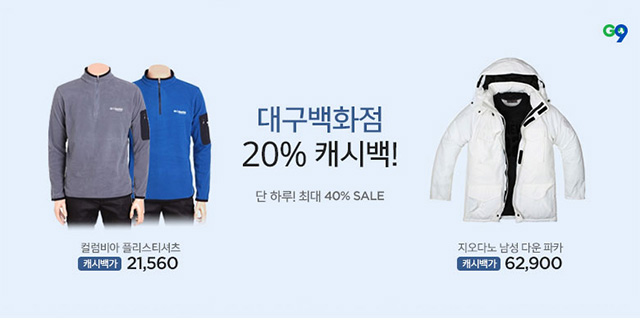 G9
대구백화점
20% 캐시백!
단 하루! 최대 40% SALE
컬럼비아 플리스티셔츠
캐시백가 21,560
지오다노 남성 다운 파카
캐시백가 62,900